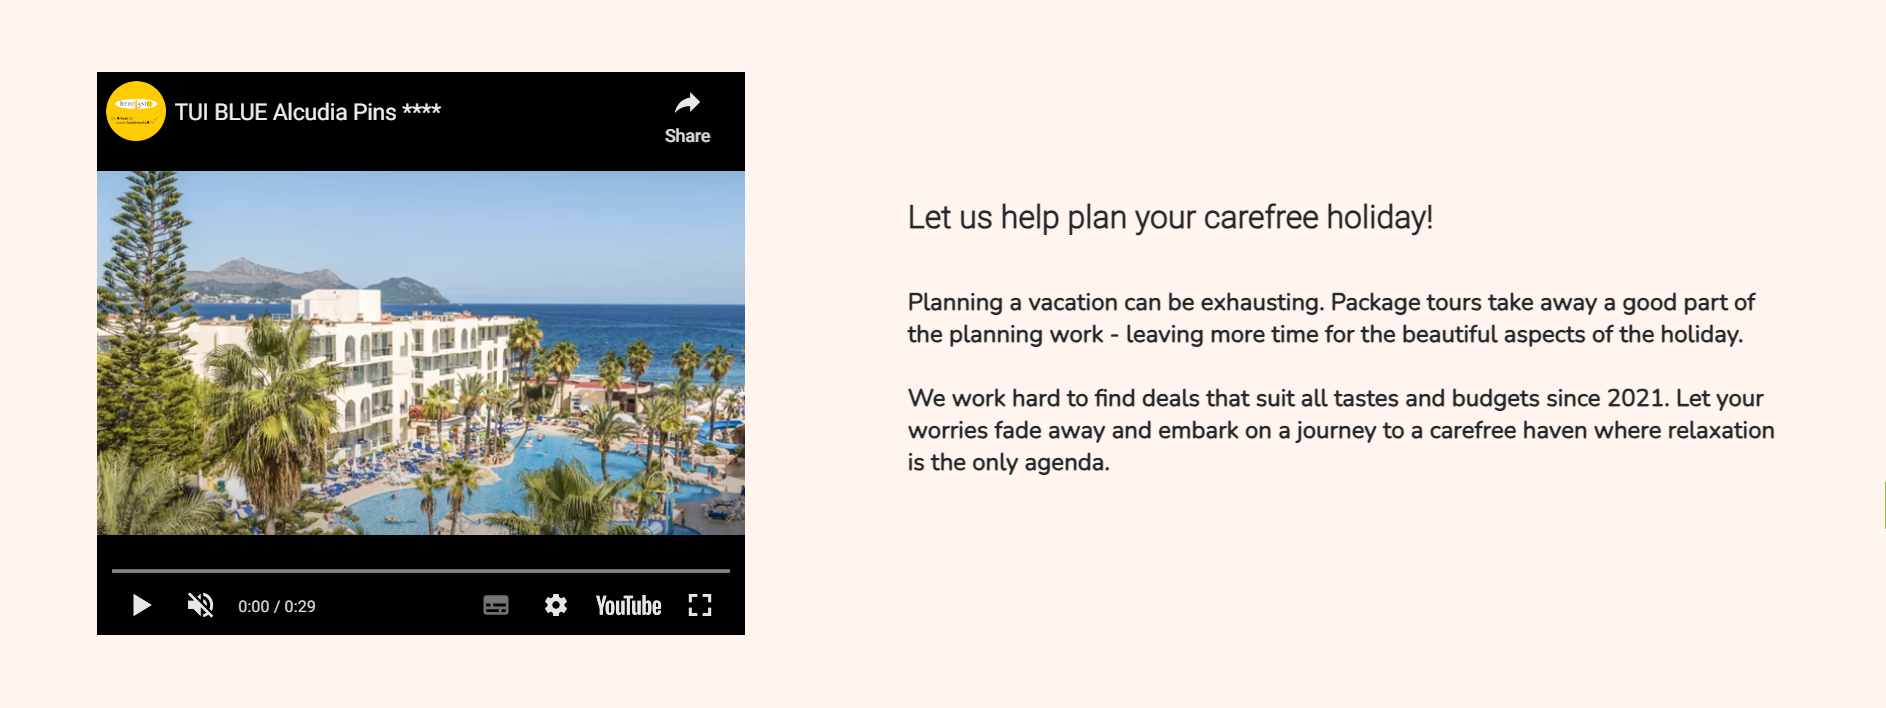 TUI BLUE Alcudia Pins ****
Share
0:00 / 0:29
YouTube
Let us help plan your carefree holiday!
Planning a vacation can be exhausting. Package tours take away a good part of
the planning work - leaving more time for the beautiful aspects of the holiday.
We work hard to find deals that suit all tastes and budgets since 2021. Let your
worries fade away and embark on a journey to a carefree haven where relaxation
is the only agenda.